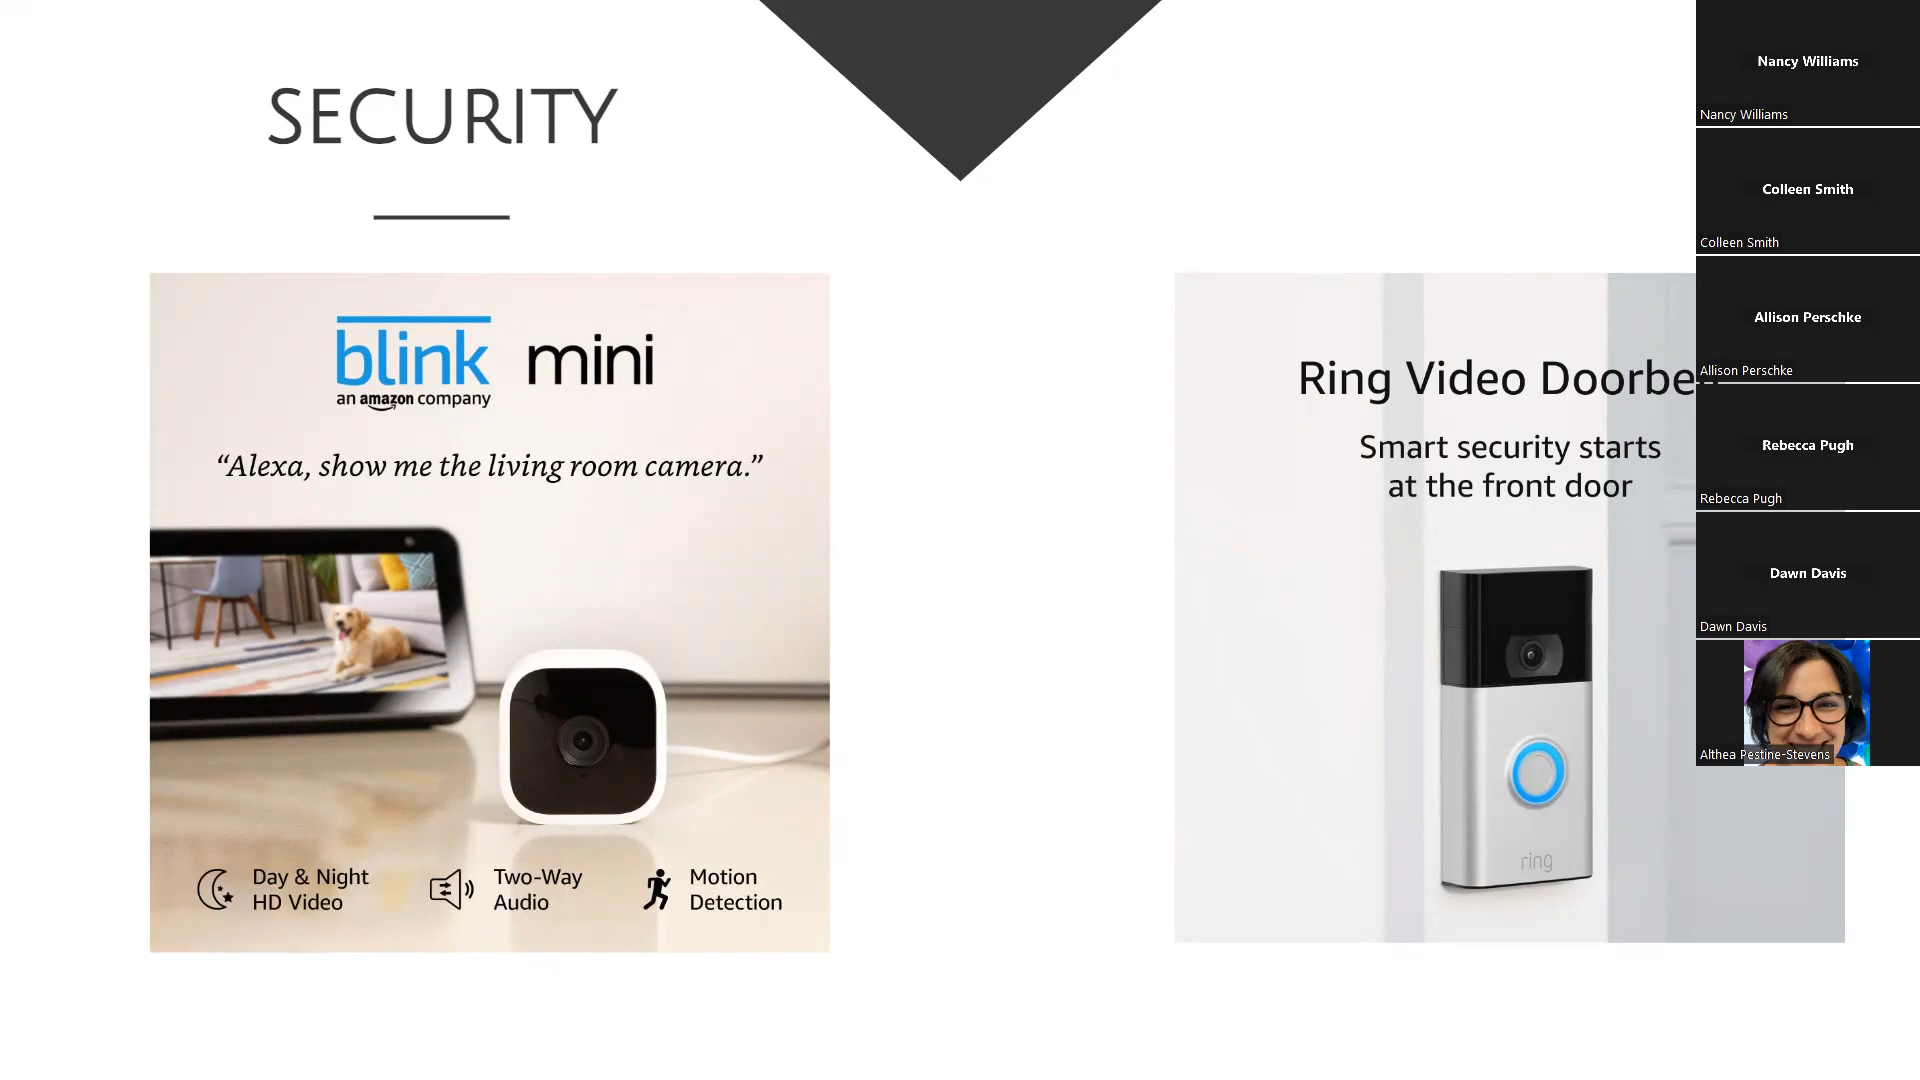 SECURITY
blink mini
an amazon company
“Alexa, show me the living room camera.”
Day & Night
HD Video
Two-Way
Audio
Motion
Detection
Ring Video Doorbe
Smart security starts
at the front door
ring
Nancy Williams
Nancy Williams
Colleen Smith
Colleen Smith
Allison Perschke
Allison Perschke
Rebecca Pugh
Rebecca Pugh
Dawn Davis
Dawn Davis
Althea Pestine-Stevens